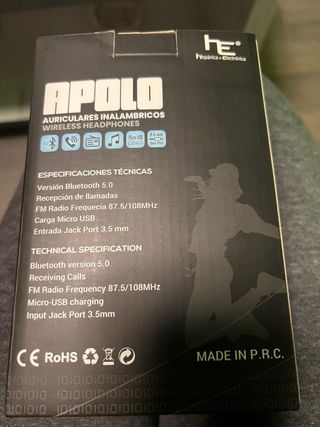 hE
Hispánica de Electrónica
APOLO
AURICULARES INALAMBRICOS
WIRELESS HEADPHONES
ESPECIFICACIONES TÉCNICAS
Versión Bluetooth 5.0
Recepción de llamadas
FM Radio Frequecia 87.5/108MHz
Carga Micro USB
Entrada Jack Port 3.5 mm
TECHNICAL SPECIFICATION
Bluetooth version 5.0
Receiving Calls
FM Radio Frequency 87.5/108MHz
Micro-USB charging
Input Jack Port 3.5mm
CE RoHS
MADE IN P.R.C.